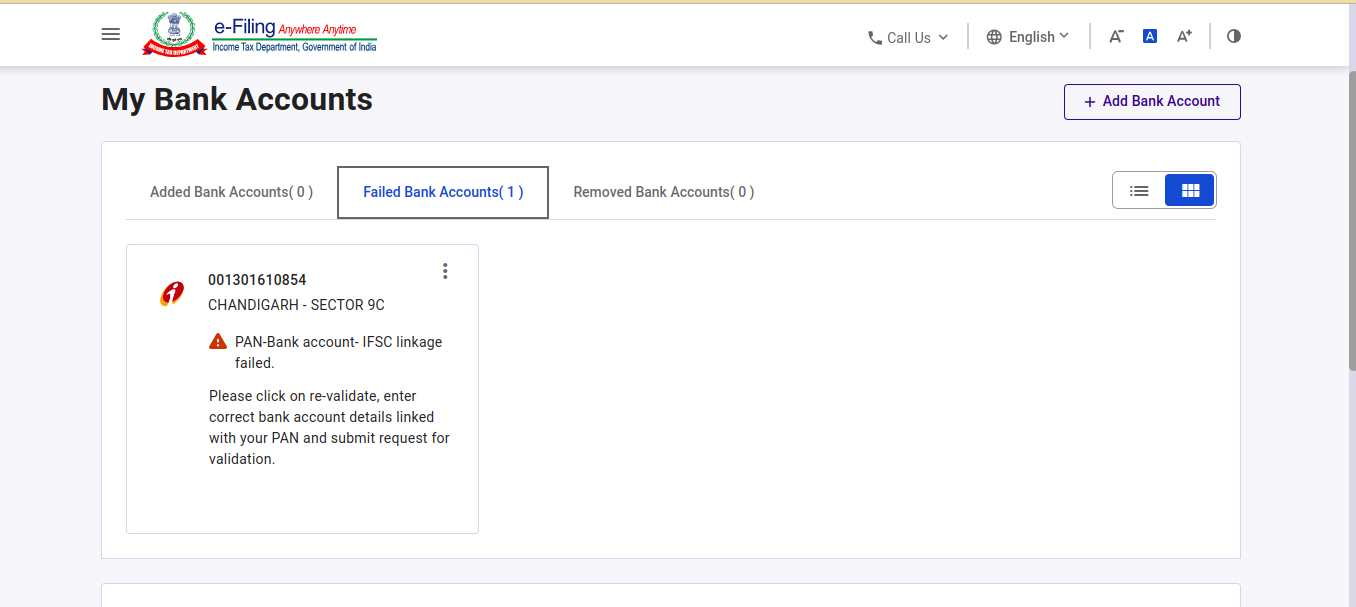 e-Filing Anywhere Anytime
Income Tax Department, Government of India
INCOME TAX DEPARTMENT
Call Us
English
A-
A
A+
My Bank Accounts
+ Add Bank Account
Added Bank Accounts( 0 )
Failed Bank Accounts( 1 )
Removed Bank Accounts( 0 )
001301610854
CHANDIGARH - SECTOR 9C
PAN-Bank account- IFSC linkage
failed.
Please click on re-validate, enter
correct bank account details linked
with your PAN and submit request for
validation.